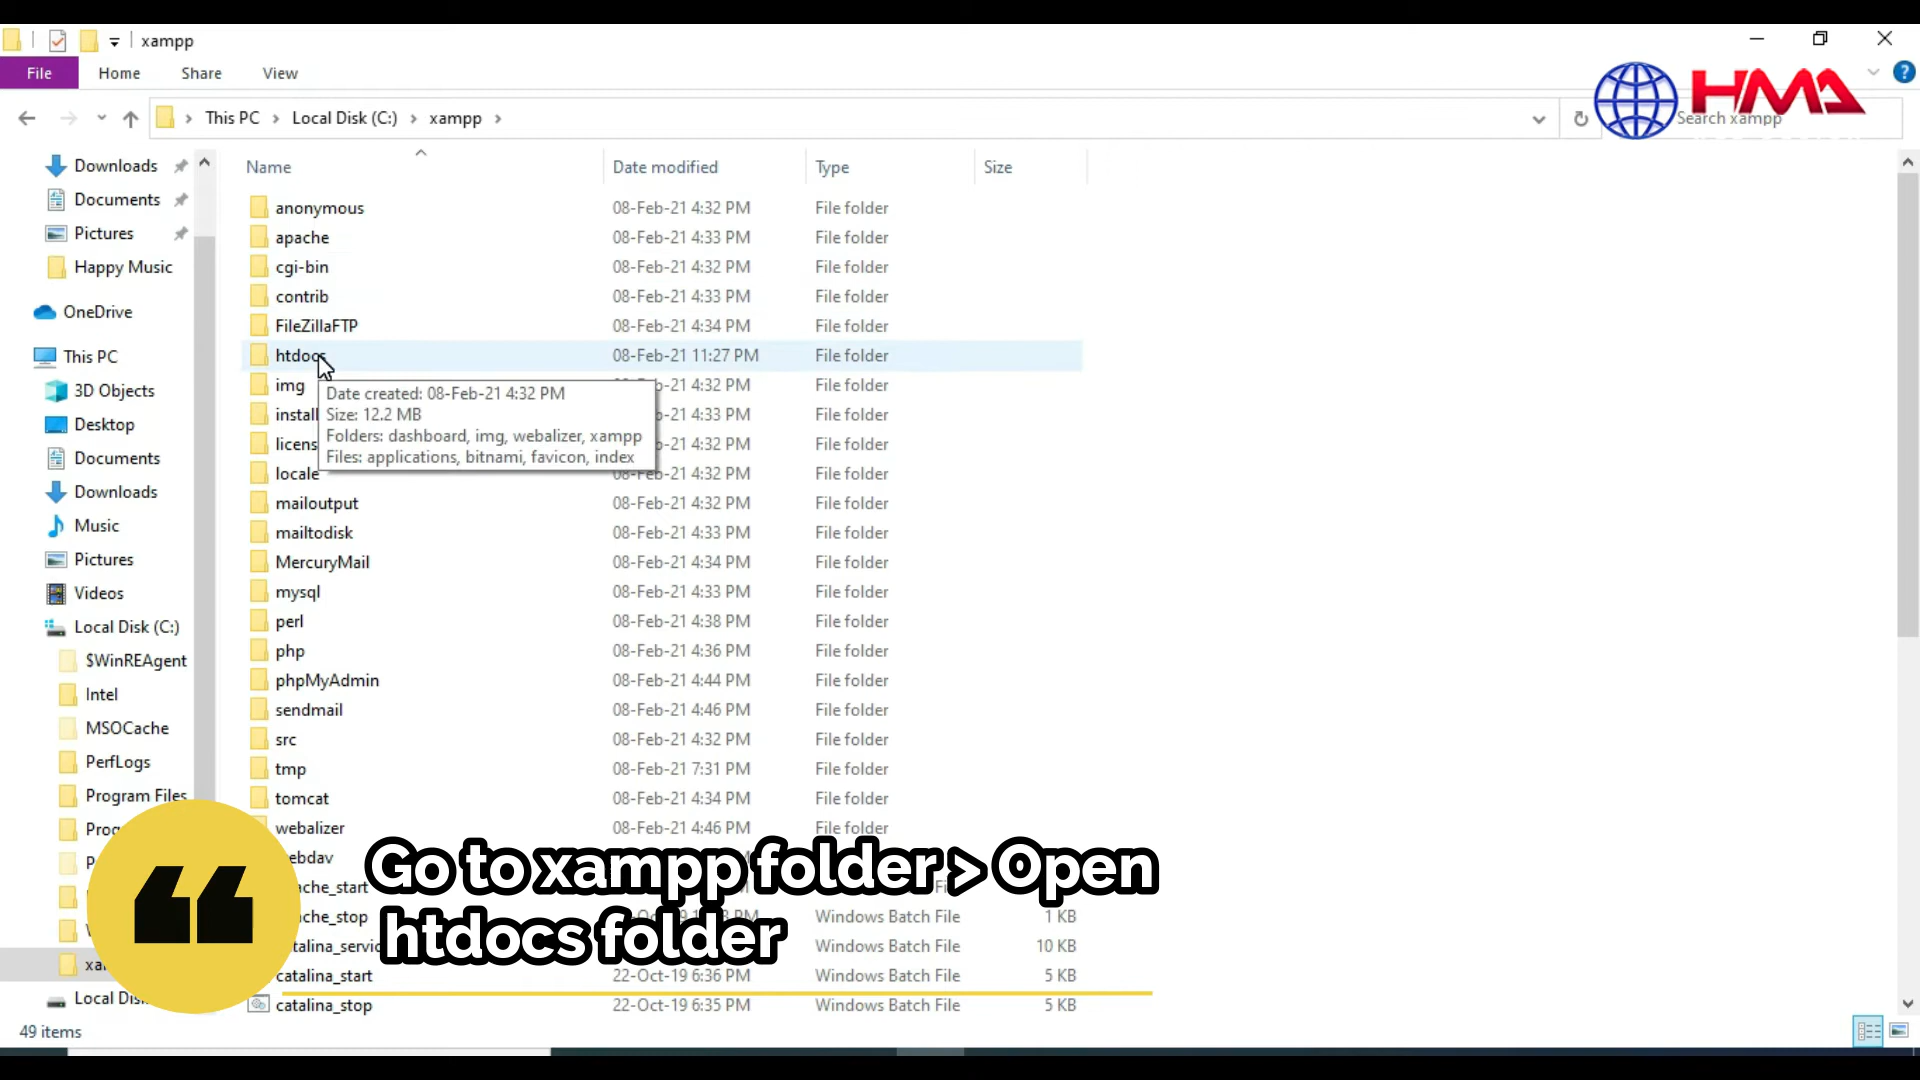 xampp
File Home Share View
This PC > Local Disk (C:) > xampp >
Search xampp
HMA
Name Date modified Type Size
Downloads
Documents
Pictures
Happy Music
OneDrive
This PC
3D Objects
Desktop
Documents
Downloads
Music
Pictures
Videos
Local Disk (C:)
$WinREAgent
Intel
MSOCache
PerfLogs
Program Files
anonymous 08-Feb-21 4:32 PM File folder
apache 08-Feb-21 4:33 PM File folder
cgi-bin 08-Feb-21 4:32 PM File folder
contrib 08-Feb-21 4:33 PM File folder
FileZillaFTP 08-Feb-21 4:34 PM File folder
htdocs 08-Feb-21 11:27 PM File folder
img 4:32 PM File folder
install 4:33 PM File folder
licens 4:32 PM File folder
Date created: 08-Feb-21 4:32 PM
Size: 12.2 MB
Folders: dashboard, img, webalizer, xampp
Files: applications, bitnami, favicon, index
locale 08-Feb-21 4:32 PM File folder
mailoutput 08-Feb-21 4:32 PM File folder
mailtodisk 08-Feb-21 4:33 PM File folder
MercuryMail 08-Feb-21 4:34 PM File folder
mysql 08-Feb-21 4:33 PM File folder
perl 08-Feb-21 4:38 PM File folder
php 08-Feb-21 4:36 PM File folder
phpMyAdmin 08-Feb-21 4:44 PM File folder
sendmail 08-Feb-21 4:46 PM File folder
src 08-Feb-21 4:32 PM File folder
tmp 08-Feb-21 7:31 PM File folder
tomcat 08-Feb-21 4:34 PM File folder
webalizer 08-Feb-21 4:46 PM File folder
Windows Batch File 1 KB
Windows Batch File 10 KB
catalina_start 22-Oct-19 6:36 PM Windows Batch File 5 KB
catalina_stop 22-Oct-19 6:35 PM Windows Batch File 5 KB
Go to xampp folder > Open
htdocs folder
49 items